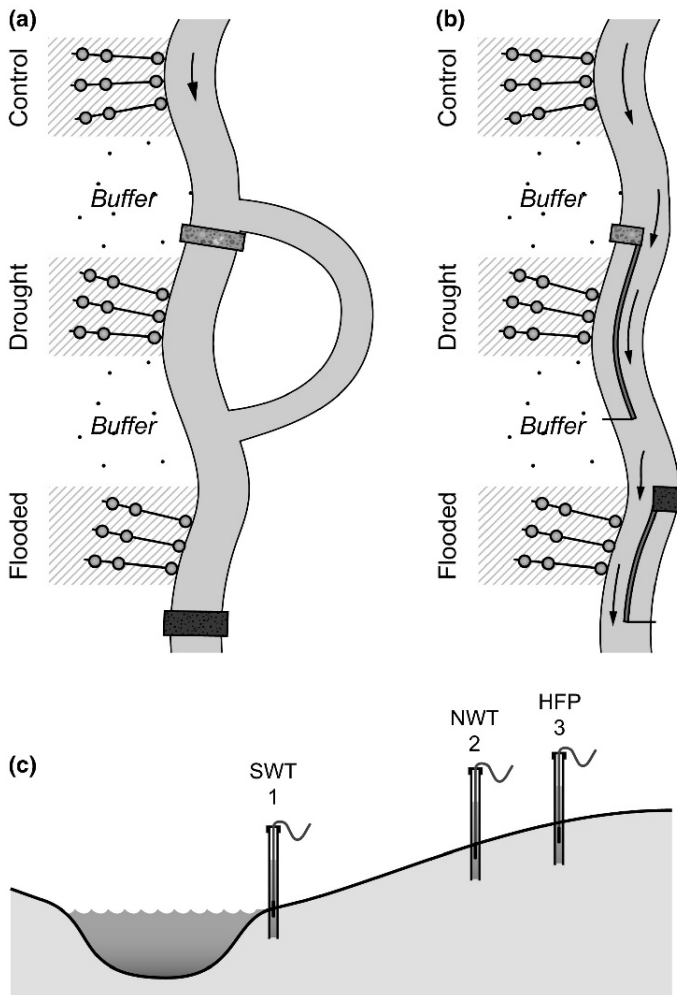 (a)
Control
Buffer
Drought
Buffer
Flooded
(b)
Control
Buffer
Drought
Buffer
Flooded
(c)
SWT
1
NWT
2
HFP
3